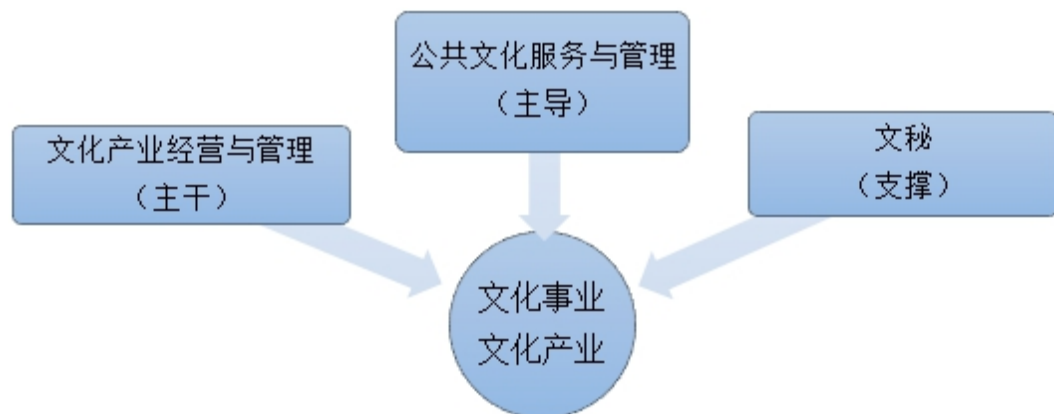 公共文化服务与管理
（主导）
文化产业经营与管理
（主干）
文秘
（支撑）
文化事业
文化产业